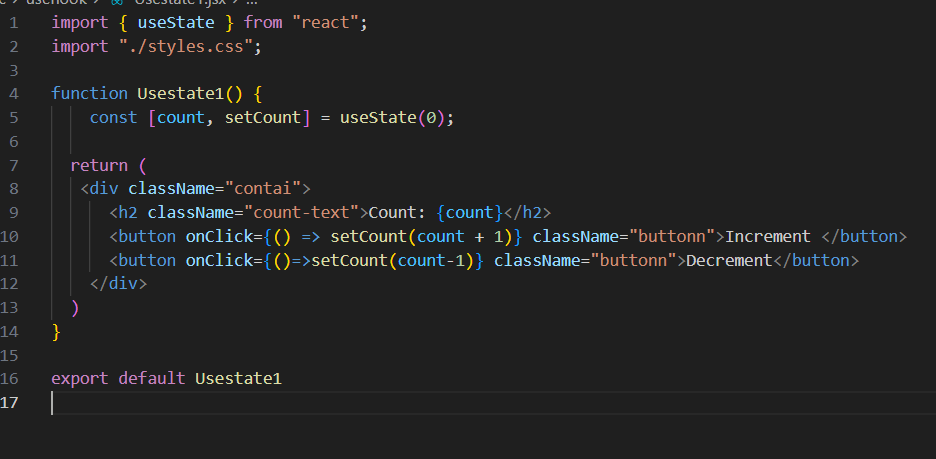 usehook > Usestate1.jsx > ...
1 import { useState } from "react";
2 import "./styles.css";
3
4 function Usestate1() {
5 const [count, setCount] = useState(0);
6
7 return (
8 <div className="contai">
9 <h2 className="count-text">Count: {count}</h2>
10 <button onClick={() => setCount(count + 1)} className="buttonn">Increment </button>
11 <button onClick={()=>setCount(count-1)} className="buttonn">Decrement</button>
12 </div>
13 )
14 }
15
16 export default Usestate1
17